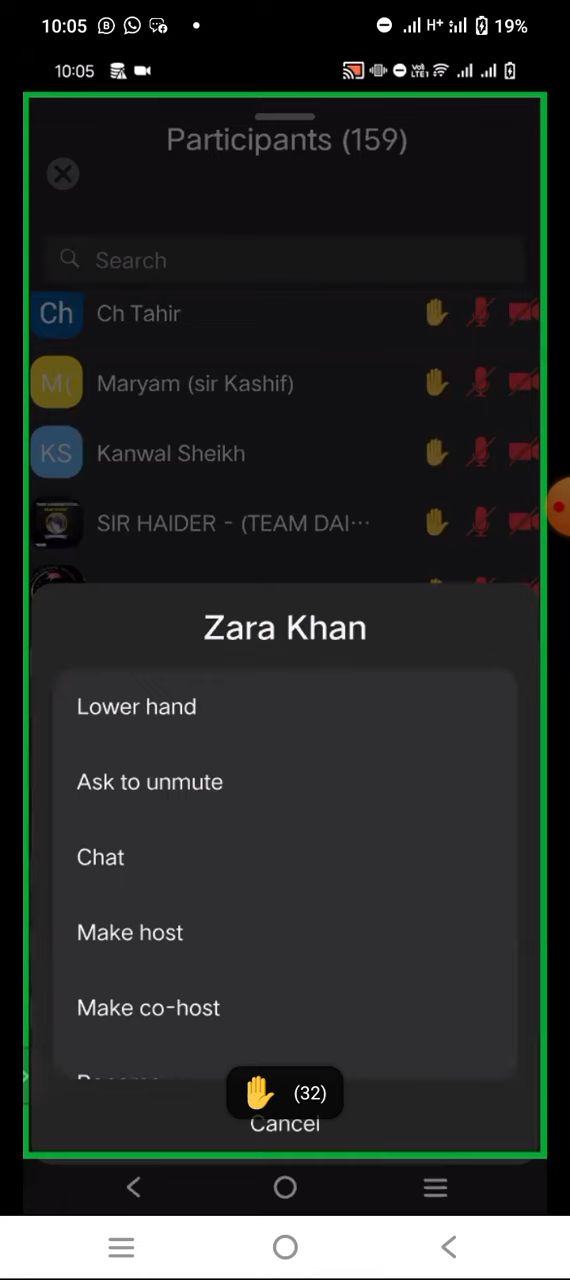 10:05 19%
10:05
Participants (159)
Search
Ch Ch Tahir
M( Maryam (sir Kashif)
KS Kanwal Sheikh
SIR HAIDER - (TEAM DAI...
Zara Khan
Lower hand
Ask to unmute
Chat
Make host
Make co-host
(32)
Cancel